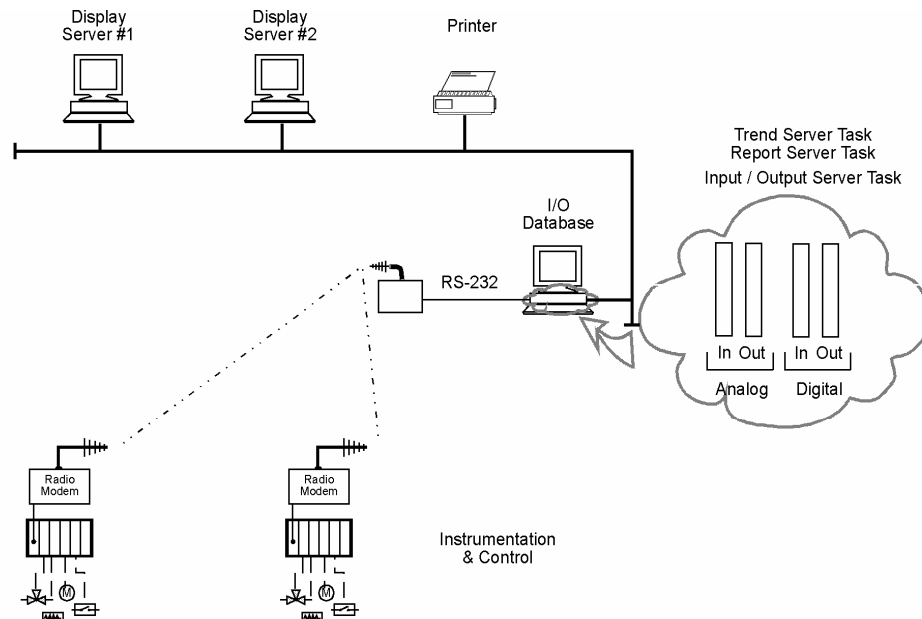 Display
Server #1
Display
Server #2
Printer
Trend Server Task
Report Server Task
Input / Output Server Task
I/O
Database
RS-232
In Out
In Out
Analog
Digital
Radio
Modem
Radio
Modem
Instrumentation
& Control
M
M